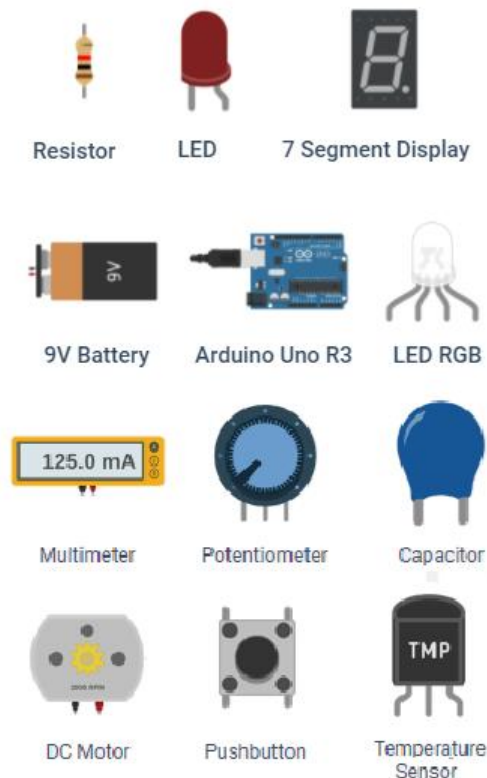 Resistor
LED
7 Segment Display
9V
9V Battery
Arduino Uno R3
LED RGB
125.0 mA
Multimeter
Potentiometer
Capacitor
TMP
DC Motor
Pushbutton
Temperature
Sensor